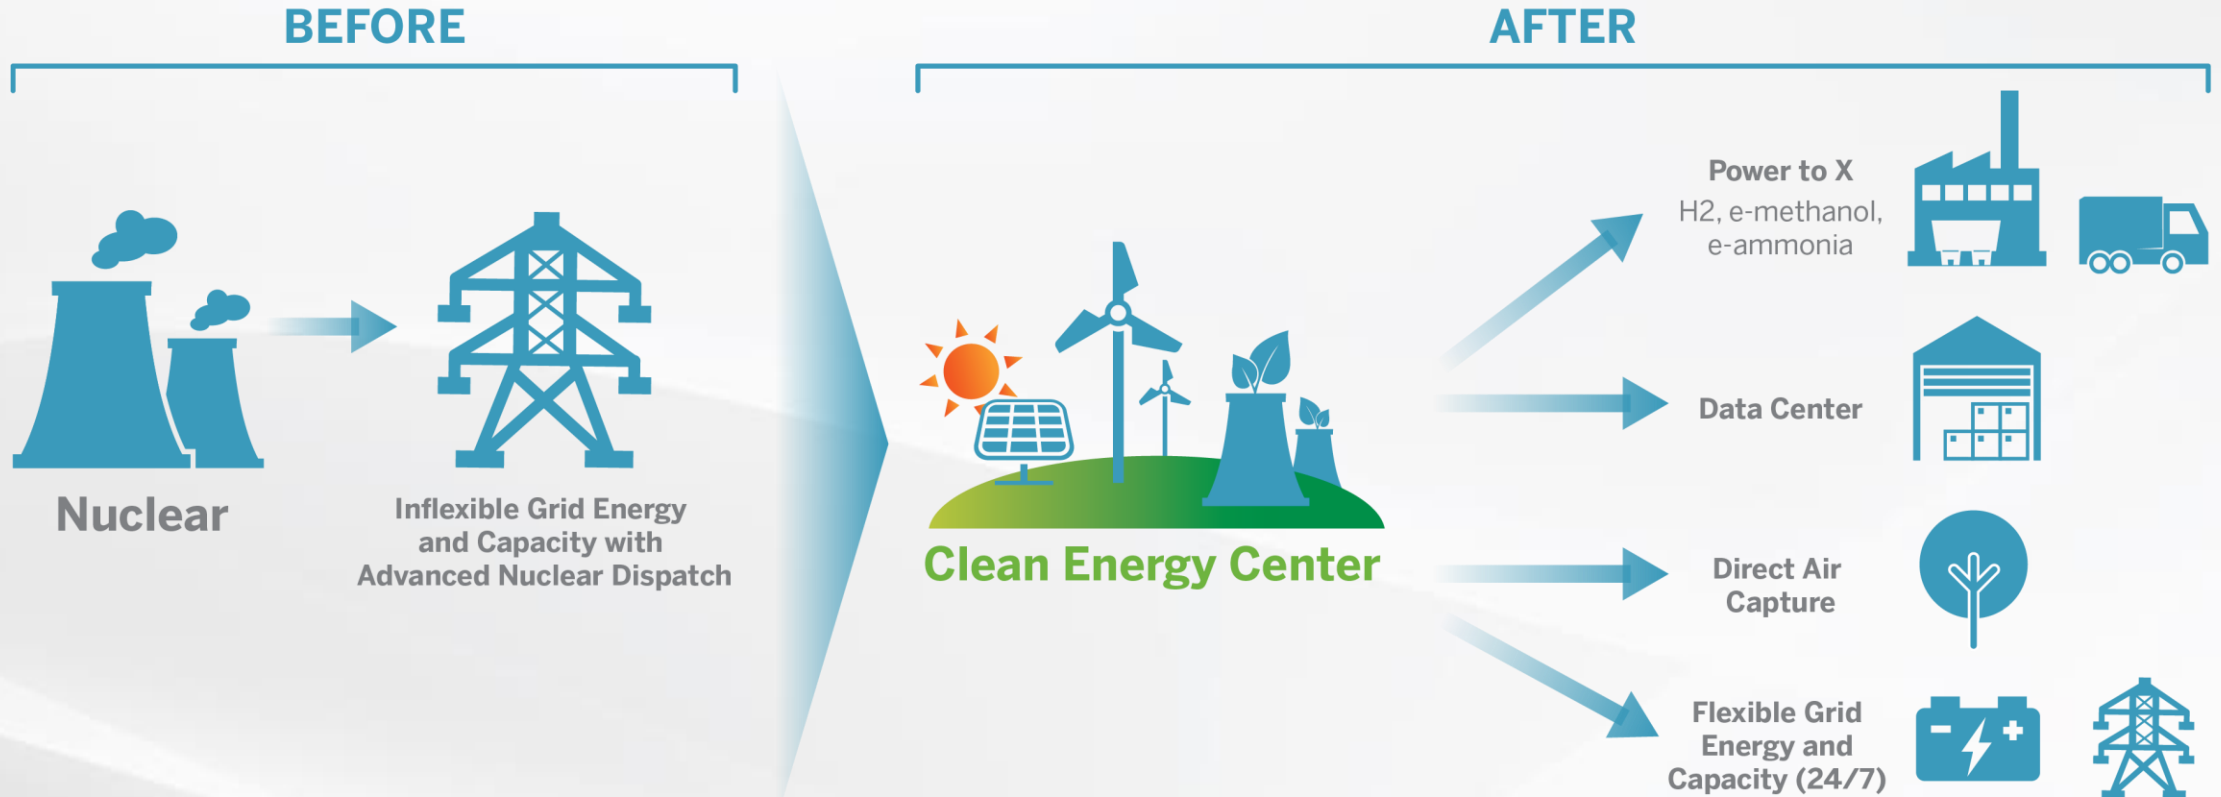 BEFORE
AFTER
Nuclear
Inflexible Grid Energy
and Capacity with
Advanced Nuclear Dispatch
Clean Energy Center
Power to X
H2, e-methanol,
e-ammonia
Data Center
Direct Air
Capture
Flexible Grid
Energy and
Capacity (24/7)